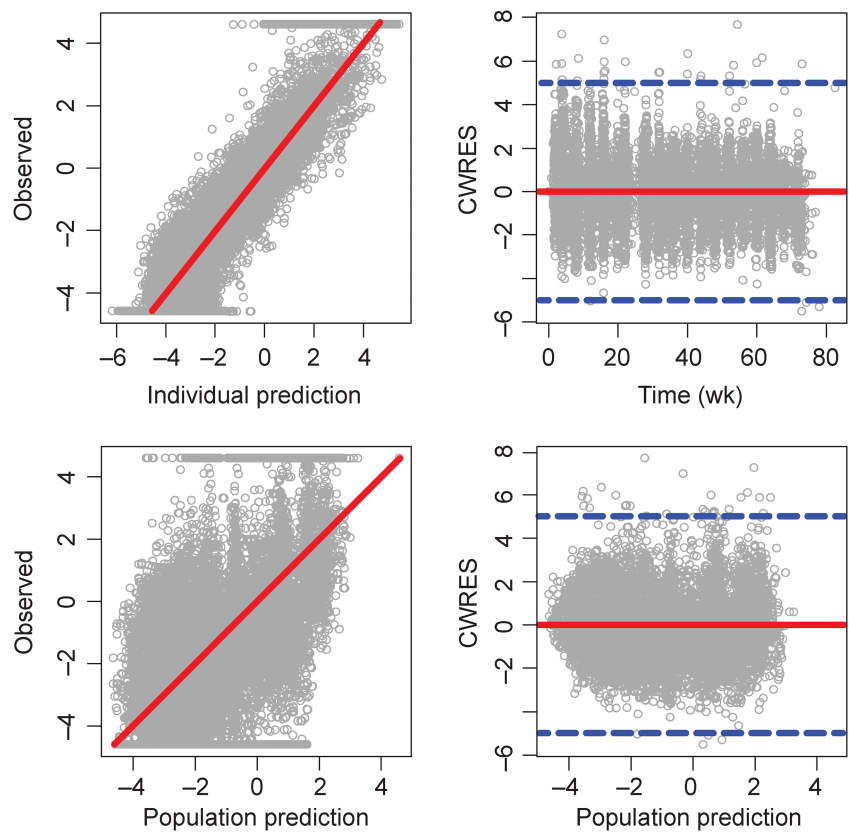 4
2
0
–2
–4
Observed
–6 –4 –2 0 2 4
Individual prediction
8
6
4
2
0
–2
–6
CWRES
0 20 40 60 80
Time (wk)
4
2
0
–2
–4
Observed
–4 –2 0 2 4
Population prediction
8
6
4
2
0
–2
–6
CWRES
–4 –2 0 2 4
Population prediction